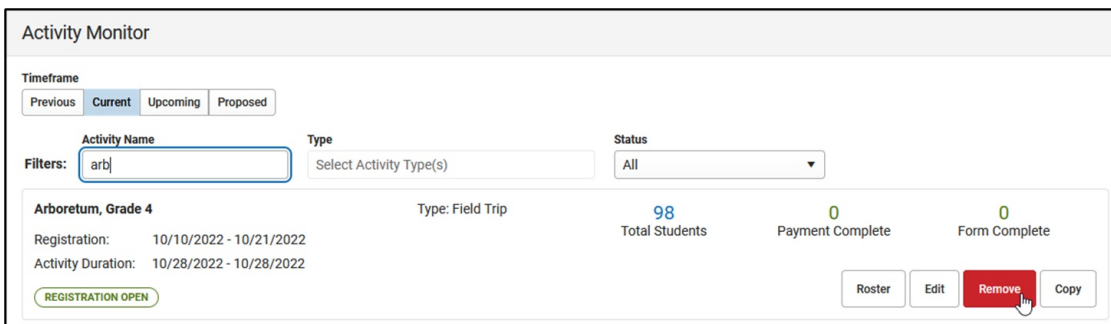 Activity Monitor
Timeframe
Previous Current Upcoming Proposed
Activity Name Type Status
Filters: arb Select Activity Type(s) All
Arboretum, Grade 4 Type: Field Trip 98 0 0
Total Students Payment Complete Form Complete
Registration: 10/10/2022 - 10/21/2022
Activity Duration: 10/28/2022 - 10/28/2022
REGISTRATION OPEN Roster Edit Remove Copy